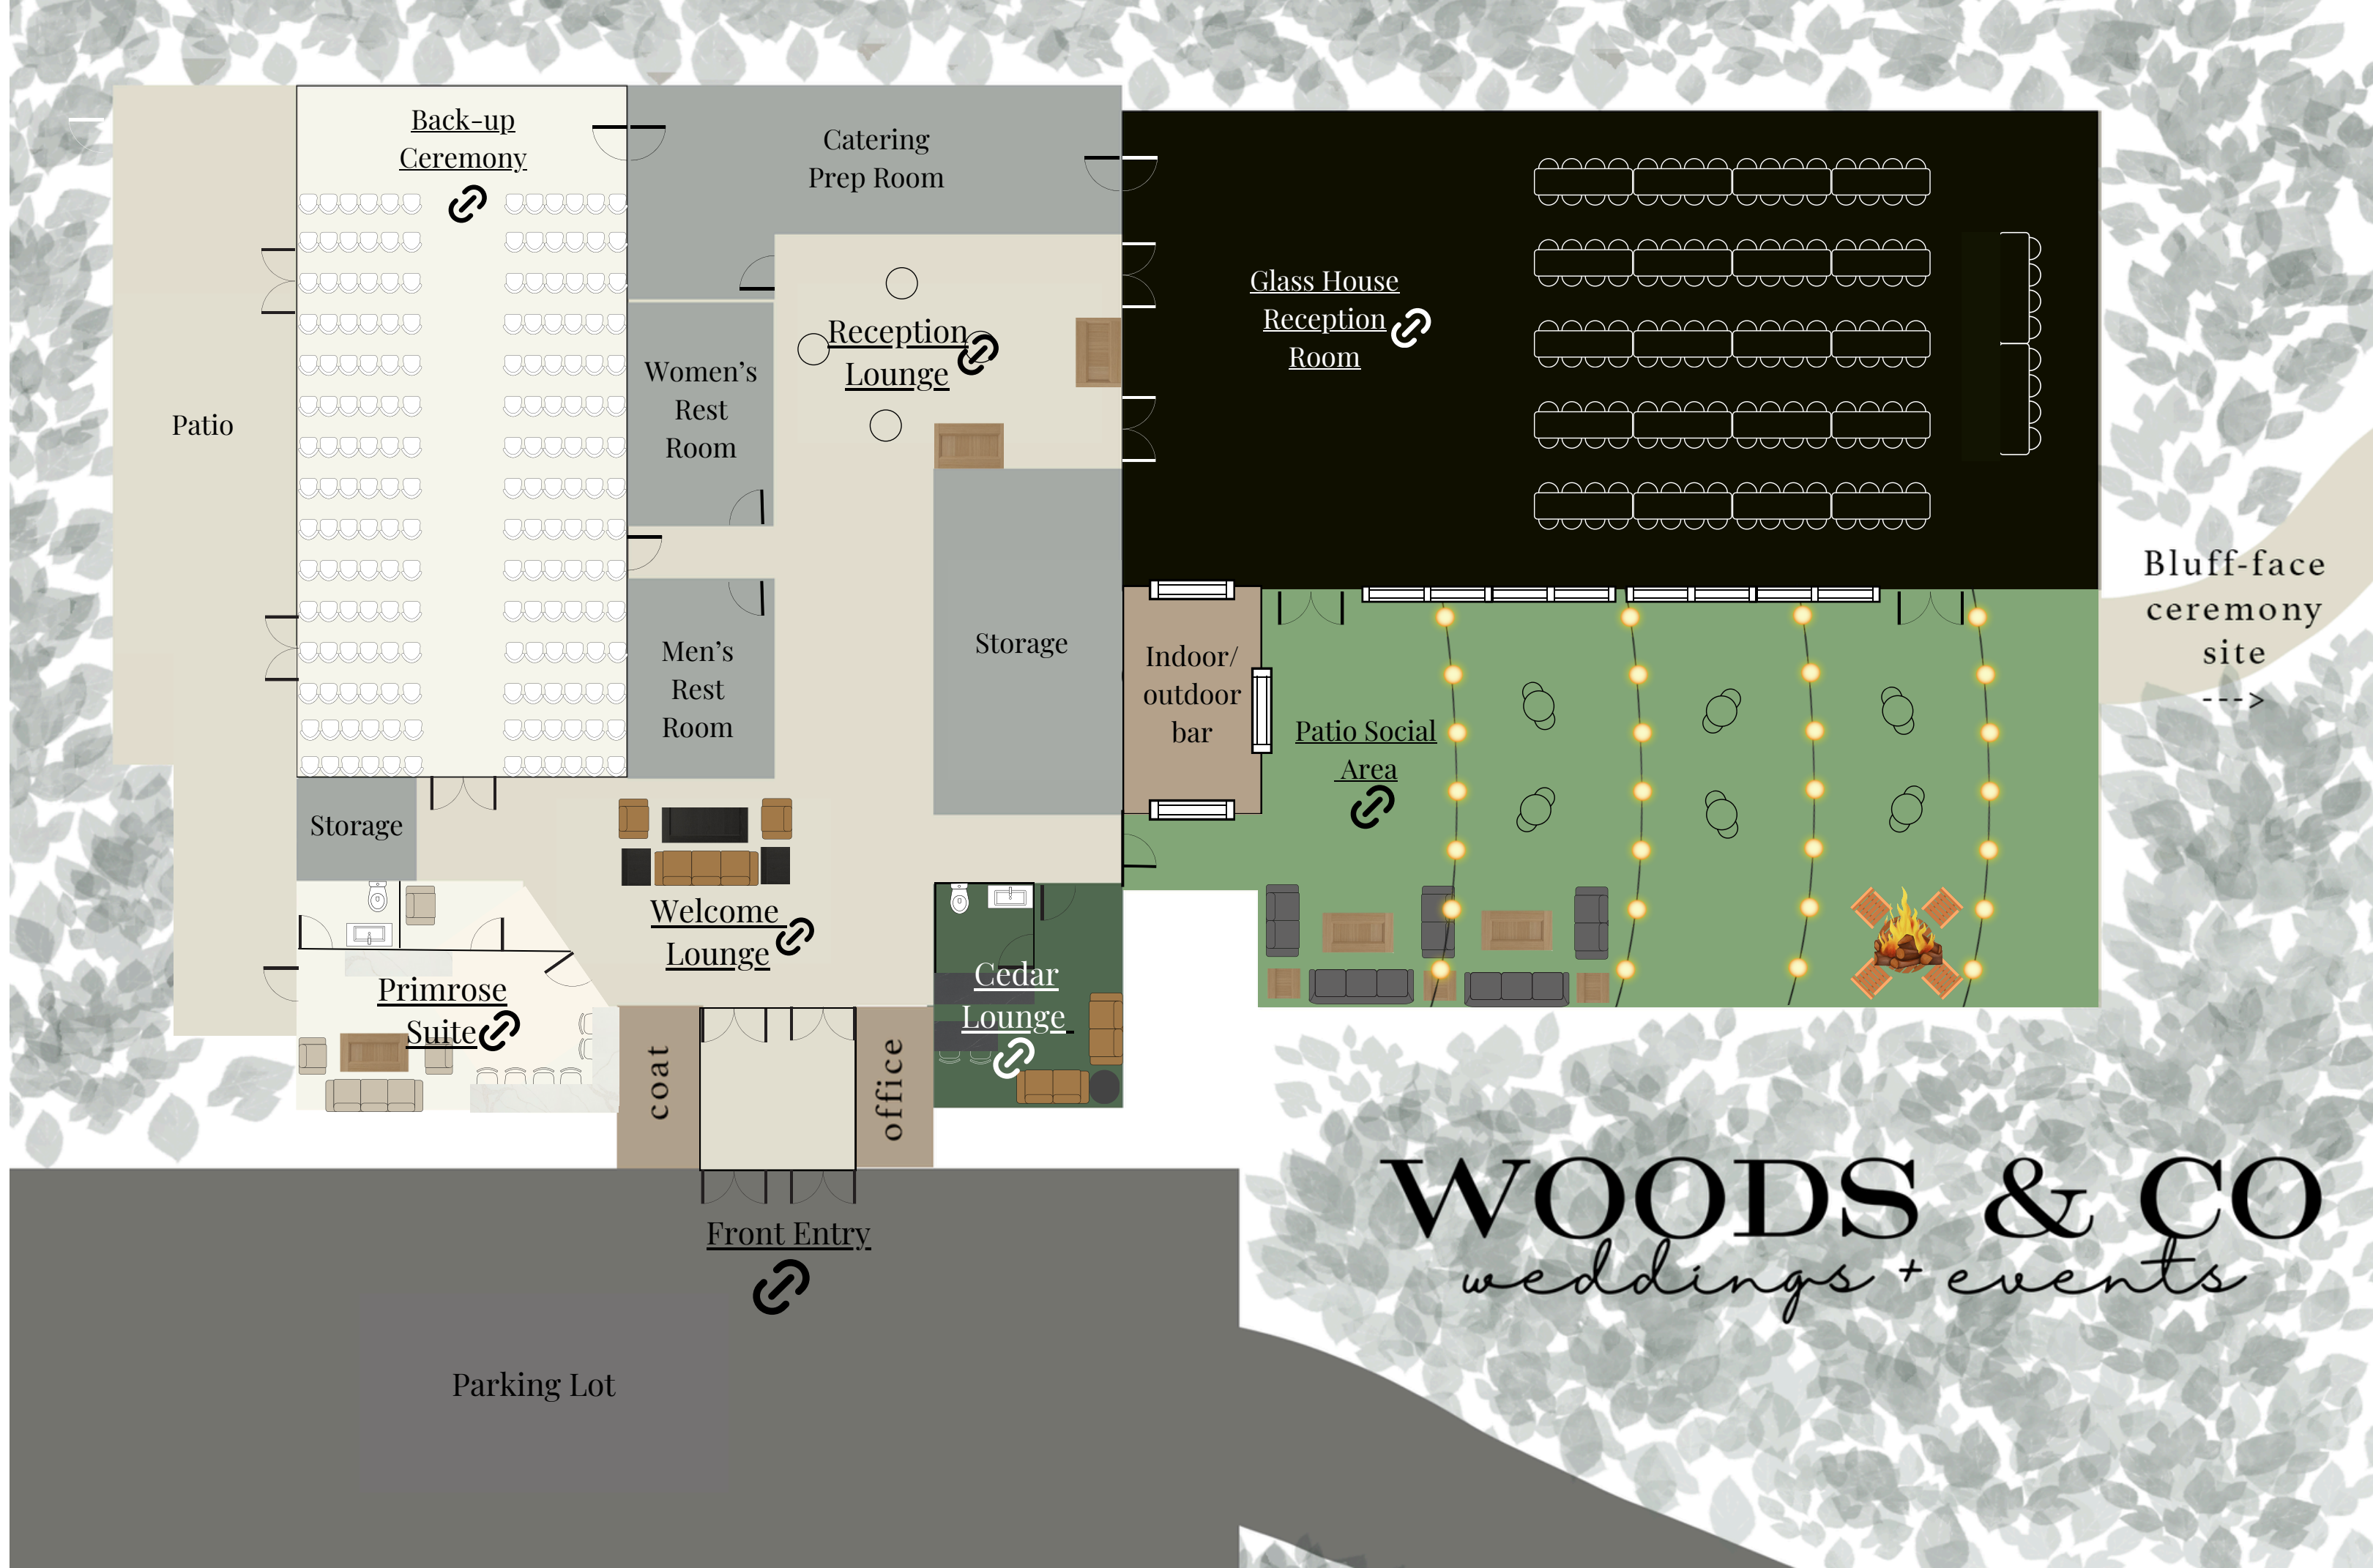 Back-up
Ceremony
Catering
Prep Room
Glass House
Reception
Room
Reception
Lounge
Women’s
Rest
Room
Patio
Bluff-face
ceremony
site
--->
Men’s
Rest
Room
Storage
Indoor/
outdoor
bar
Patio Social
Area
Storage
Welcome
Lounge
Primrose
Suite
Cedar
Lounge
coat
office
Front Entry
Parking Lot
WOODS & CO
weddings + events